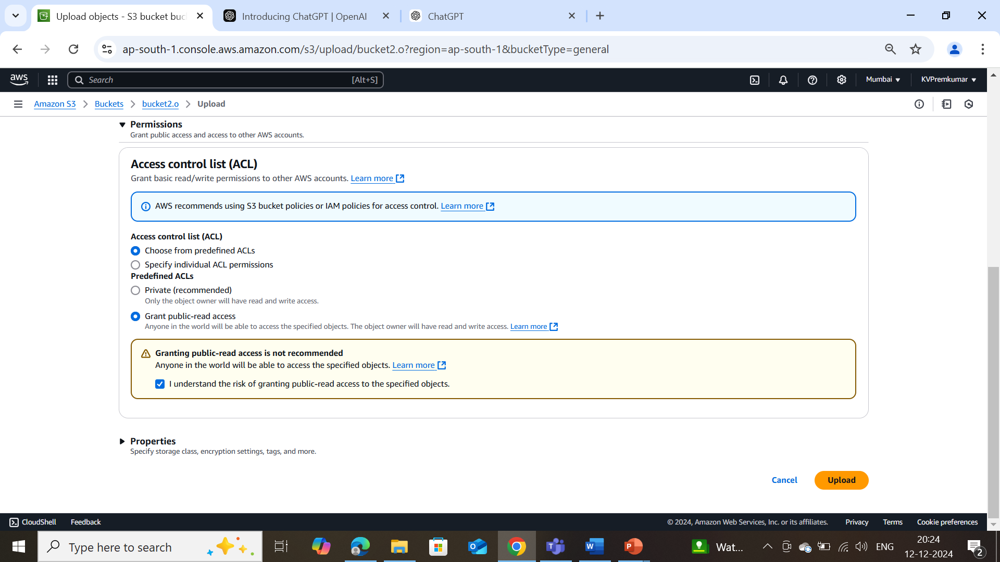 Upload objects - S3 bucket buc
Introducing ChatGPT | OpenAI
ChatGPT
ap-south-1.console.aws.amazon.com/s3/upload/bucket2.o?region=ap-south-1&bucketType=general
aws
Search
[Alt+S]
Mumbai
KVPremkumar
Amazon S3
Buckets
bucket2.o
Upload
Permissions
Grant public access and access to other AWS accounts.
Access control list (ACL)
Grant basic read/write permissions to other AWS accounts. Learn more
AWS recommends using S3 bucket policies or IAM policies for access control. Learn more
Access control list (ACL)
Choose from predefined ACLs
Specify individual ACL permissions
Predefined ACLs
Private (recommended)
Only the object owner will have read and write access.
Grant public-read access
Anyone in the world will be able to access the specified objects. The object owner will have read and write access. Learn more
Granting public-read access is not recommended
Anyone in the world will be able to access the specified objects. Learn more
I understand the risk of granting public-read access to the specified objects.
Properties
Specify storage class, encryption settings, tags, and more.
Cancel
Upload
CloudShell
Feedback
© 2024, Amazon Web Services, Inc. or its affiliates.
Privacy
Terms
Cookie preferences
Type here to search
Wat...
ENG
20:24
12-12-2024
2